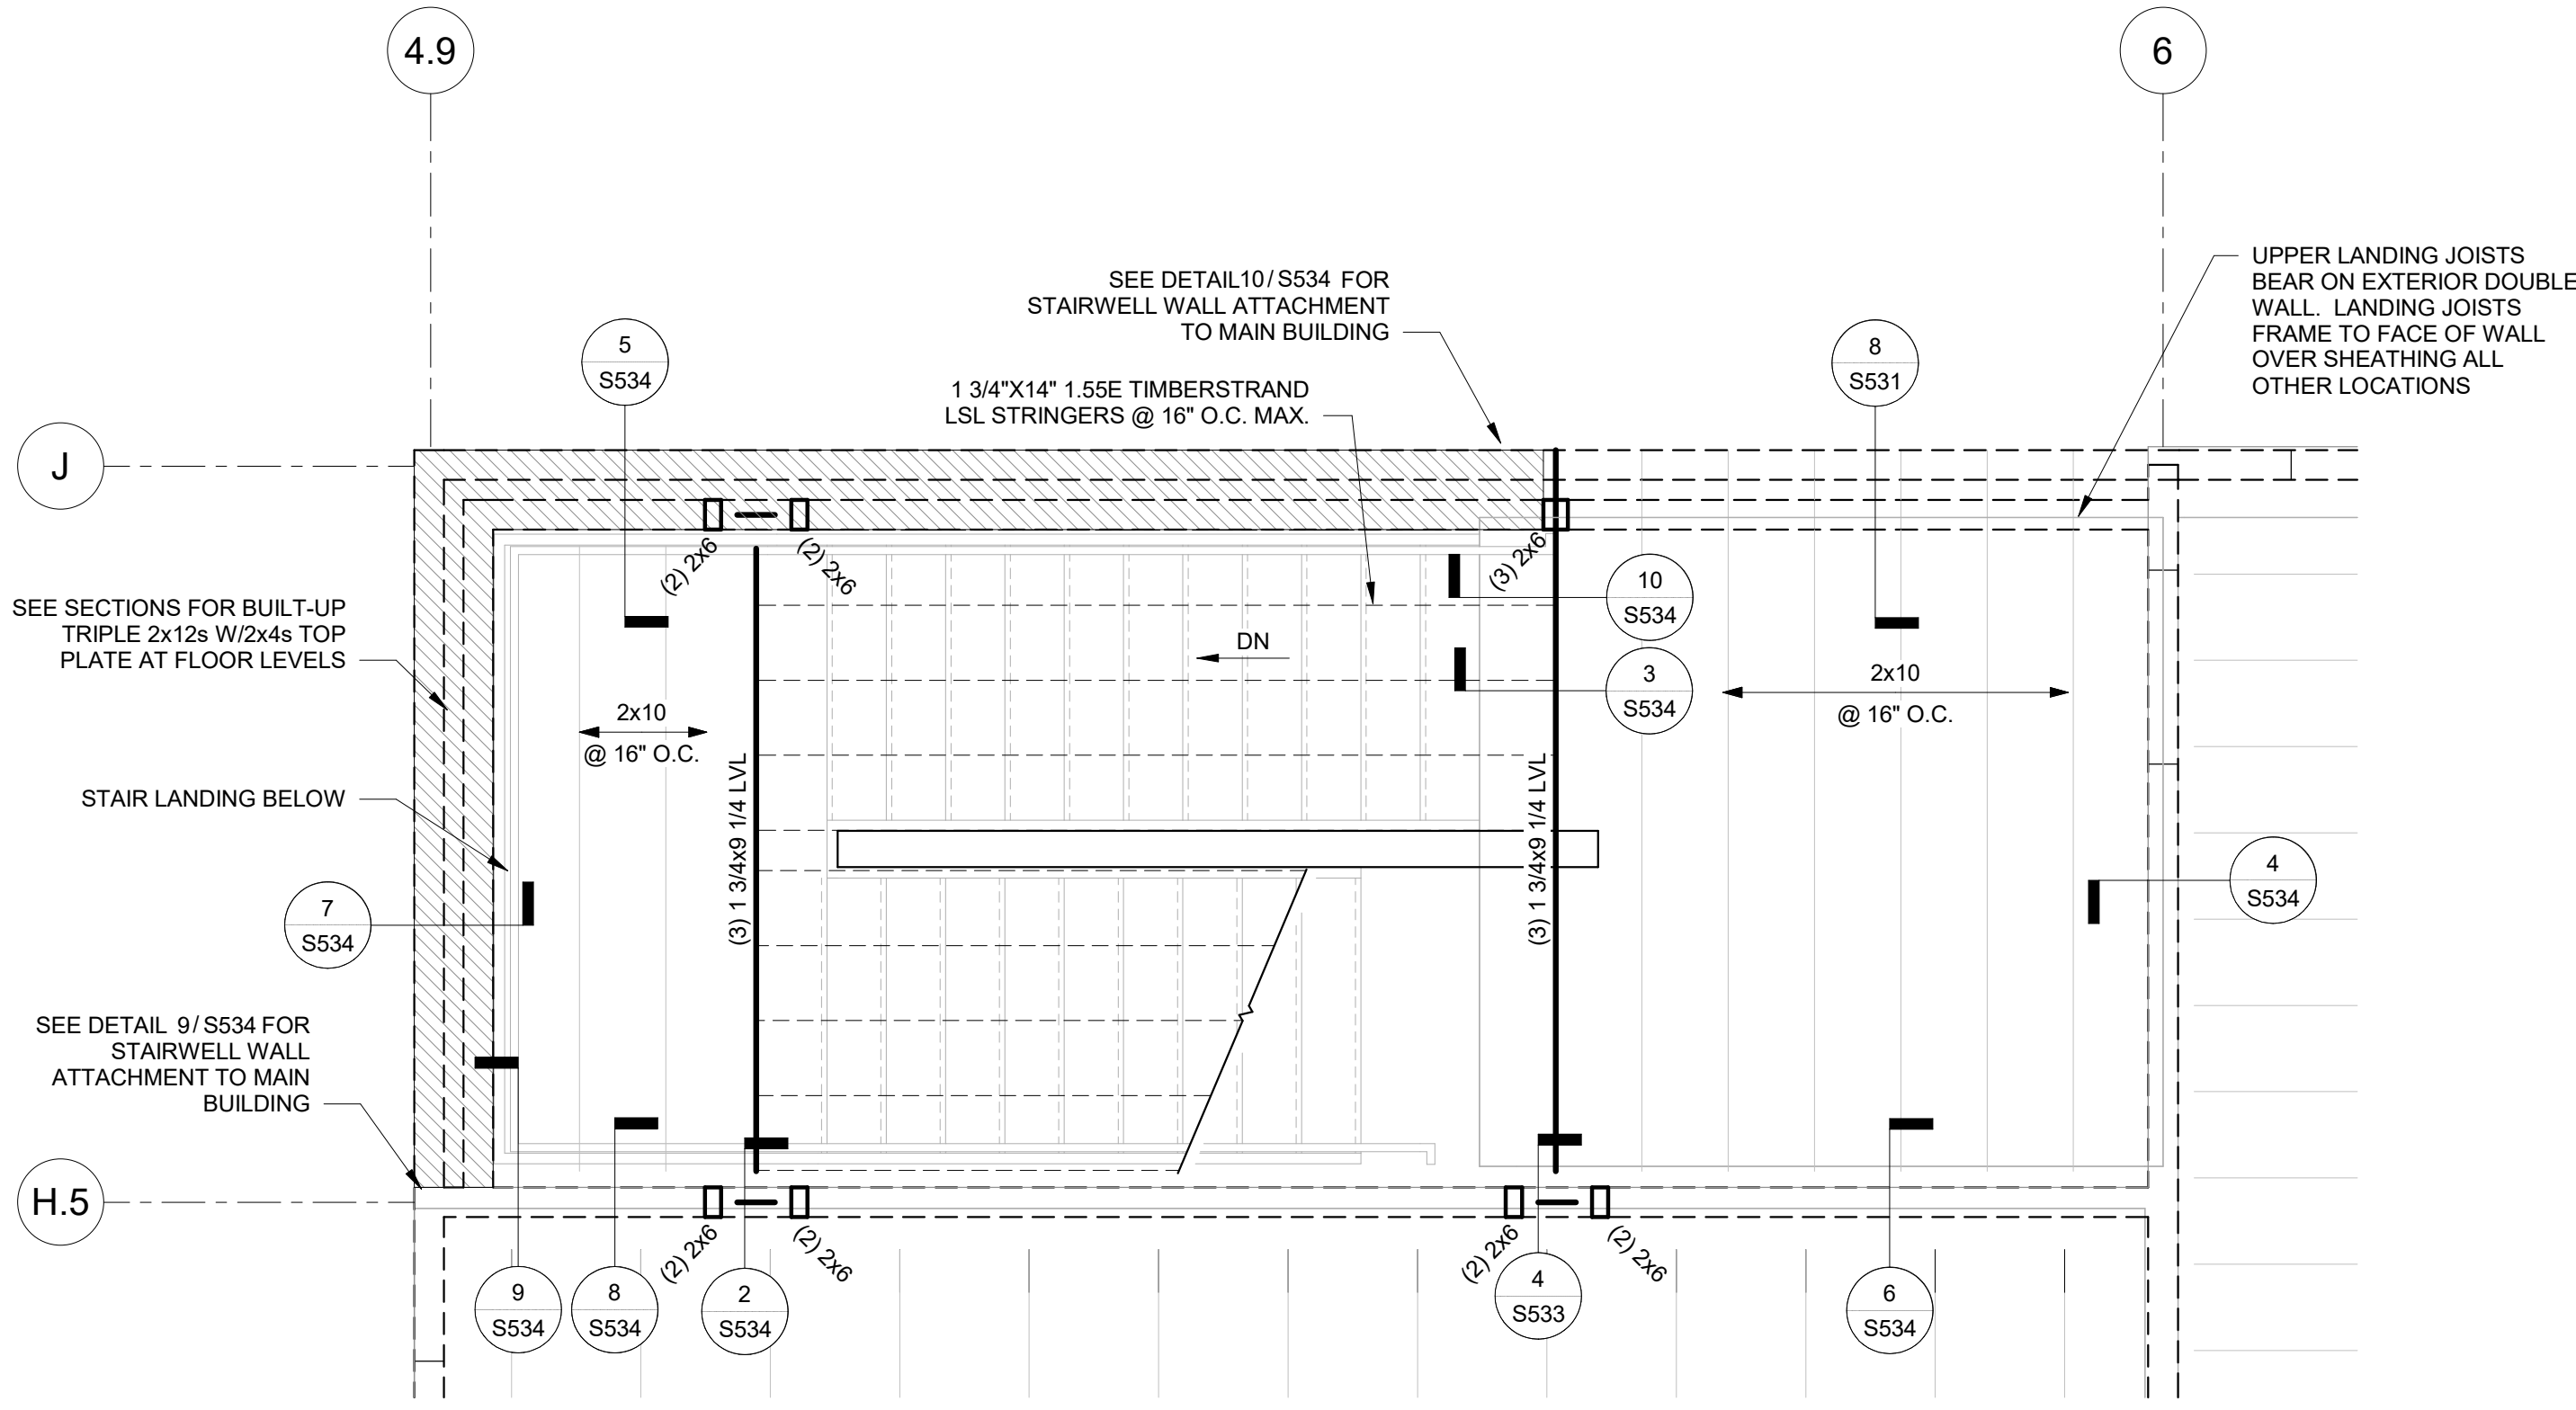 4.9
6
SEE DETAIL10/S534 FOR
STAIRWELL WALL ATTACHMENT
TO MAIN BUILDING
UPPER LANDING JOISTS
BEAR ON EXTERIOR DOUBLE
WALL. LANDING JOISTS
FRAME TO FACE OF WALL
OVER SHEATHING ALL
OTHER LOCATIONS
5
S534
8
S531
1 3/4"X14" 1.55E TIMBERSTRAND
LSL STRINGERS @ 16" O.C. MAX.
J
(2) 2x6
(2) 2x6
(3) 2x6
10
S534
SEE SECTIONS FOR BUILT-UP
TRIPLE 2x12s W/2x4s TOP
PLATE AT FLOOR LEVELS
DN
3
S534
2x10
@ 16" O.C.
2x10
@ 16" O.C.
(3) 1 3/4x9 1/4 LVL
(3) 1 3/4x9 1/4 LVL
STAIR LANDING BELOW
7
S534
4
S534
SEE DETAIL 9/S534 FOR
STAIRWELL WALL
ATTACHMENT TO MAIN
BUILDING
H.5
(2) 2x6
(2) 2x6
(2) 2x6
(2) 2x6
9
S534
8
S534
2
S534
4
S533
6
S534